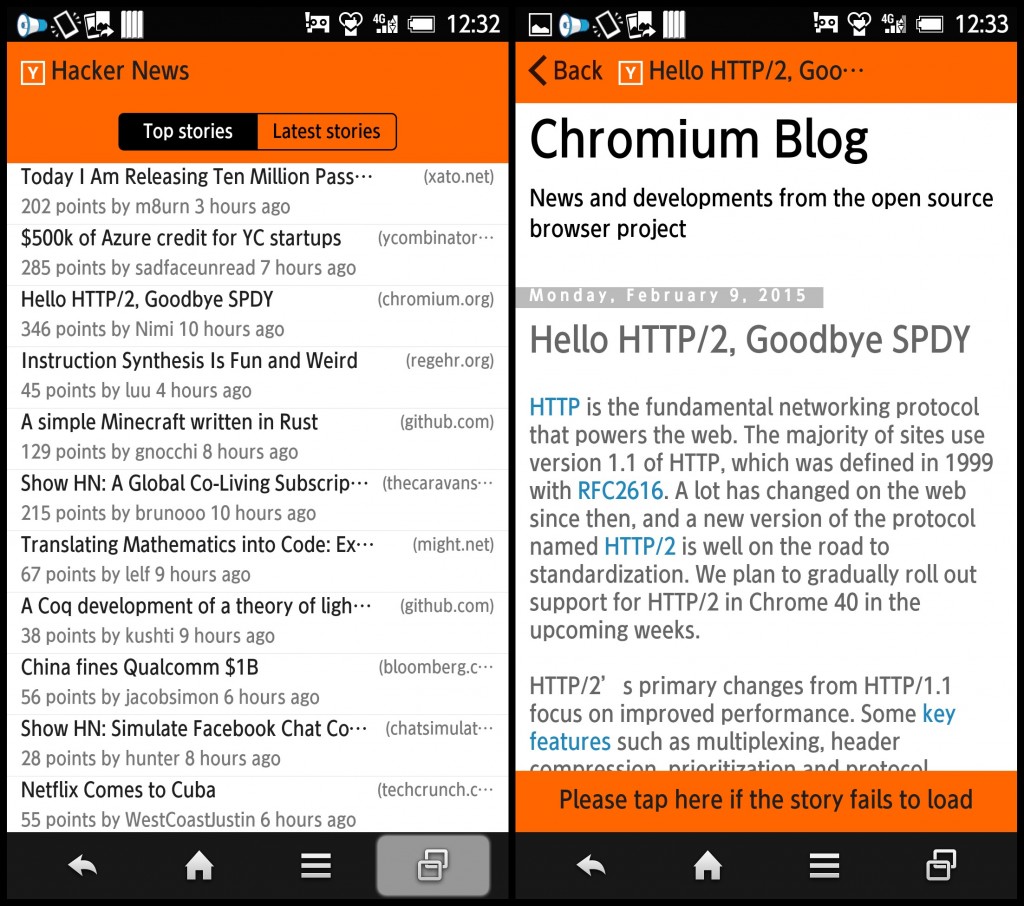 4G 12:32
Y Hacker News
Top stories Latest stories
Today I Am Releasing Ten Million Pass··· (xato.net)
202 points by m8urn 3 hours ago
$500k of Azure credit for YC startups (ycombinator···
285 points by sadfaceunread 7 hours ago
Hello HTTP/2, Goodbye SPDY (chromium.org)
346 points by Nimi 10 hours ago
Instruction Synthesis Is Fun and Weird (regehr.org)
45 points by luu 4 hours ago
A simple Minecraft written in Rust (github.com)
129 points by gnocchi 8 hours ago
Show HN: A Global Co-Living Subscrip··· (thecaravans···
215 points by brunooo 10 hours ago
Translating Mathematics into Code: Ex··· (might.net)
67 points by lelf 9 hours ago
A Coq development of a theory of ligh··· (github.com)
38 points by kushti 9 hours ago
China fines Qualcomm $1B (bloomberg.c···
56 points by jacobsimon 6 hours ago
Show HN: Simulate Facebook Chat Co··· (chatsimulat···
28 points by hunter 8 hours ago
Netflix Comes to Cuba (techcrunch.c···
55 points by WestCoastJustin 6 hours ago
4G 12:33
Back Y Hello HTTP/2, Goo···
Chromium Blog
News and developments from the open source
browser project
Monday, February 9, 2015
Hello HTTP/2, Goodbye SPDY
HTTP is the fundamental networking protocol
that powers the web. The majority of sites use
version 1.1 of HTTP, which was defined in 1999
with RFC2616. A lot has changed on the web
since then, and a new version of the protocol
named HTTP/2 is well on the road to
standardization. We plan to gradually roll out
support for HTTP/2 in Chrome 40 in the
upcoming weeks.
HTTP/2’ s primary changes from HTTP/1.1
focus on improved performance. Some key
features such as multiplexing, header
compression, prioritization and protocol
Please tap here if the story fails to load